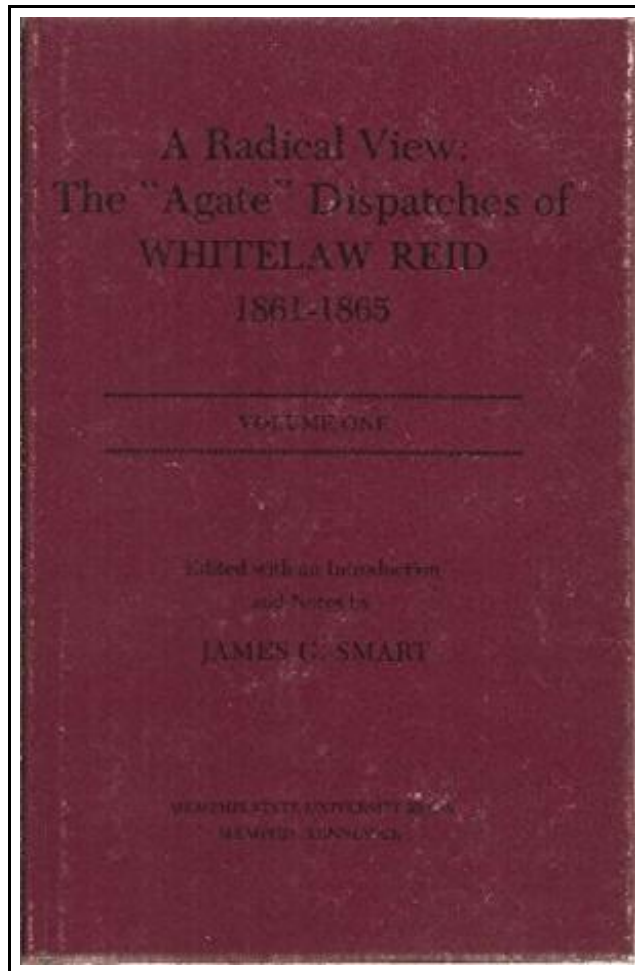 A Radical View:
The "Agate" Dispatches of
WHITELAW REID
1861-1865
VOLUME ONE
Edited with an Introduction
and Notes by
JAMES G. SMART
MEMPHIS STATE UNIVERSITY PRESS
MEMPHIS, TENNESSEE